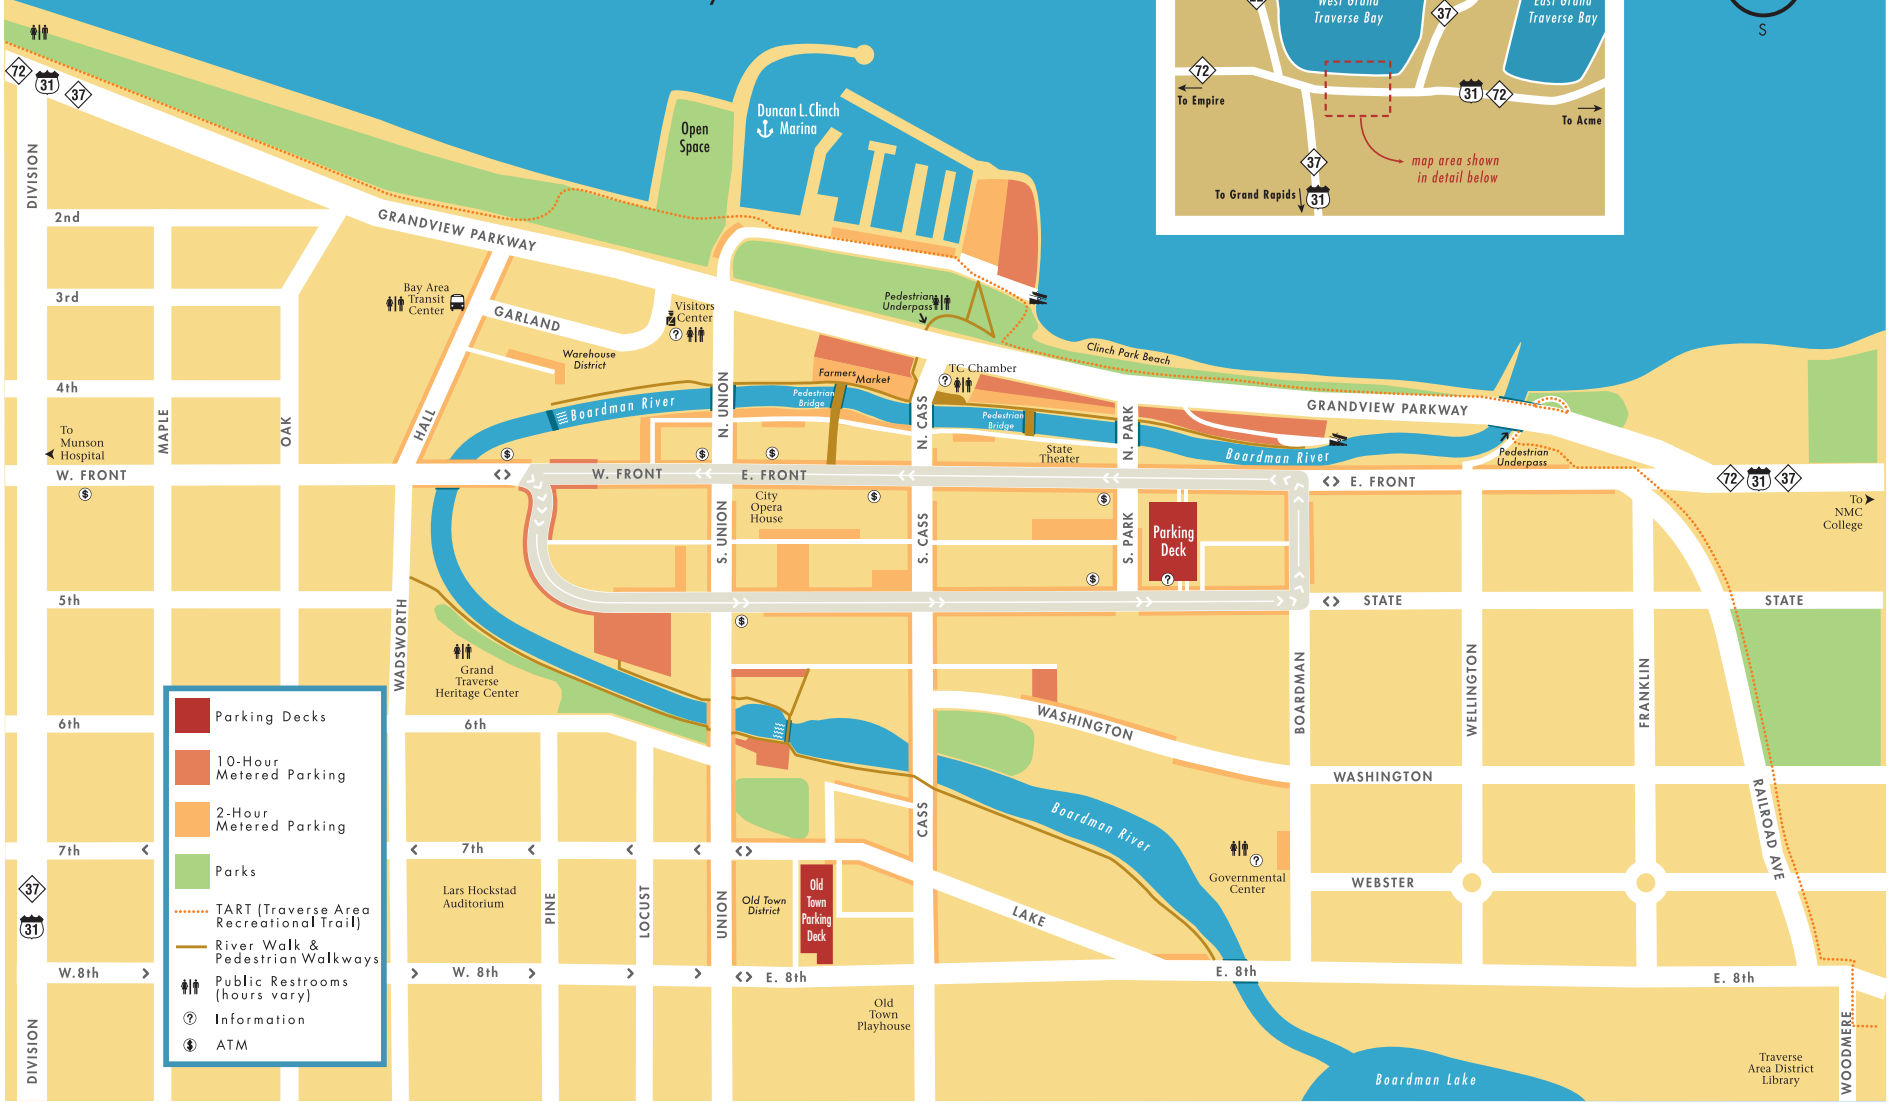 West Grand
Traverse Bay
East Grand
Traverse Bay
37
S
72
To Empire
31
72
To Acme
map area shown
in detail below
37
To Grand Rapids
31
72
31
37
DIVISION
Open
Space
Duncan L. Clinch
Marina
2nd
GRANDVIEW PARKWAY
3rd
Bay Area
Transit
Center
GARLAND
Visitors
Center
?
Pedestrian
Underpass
Warehouse
District
Clinch Park Beach
Farmers
Market
TC Chamber
?
4th
MAPLE
OAK
HALL
Boardman River
N. UNION
Pedestrian
Bridge
N. CASS
Pedestrian
Bridge
N. PARK
GRANDVIEW PARKWAY
To
Munson
Hospital
State
Theater
Boardman River
Pedestrian
Underpass
W. FRONT
$
$
$
$
W. FRONT
E. FRONT
E. FRONT
72
31
37
To
NMC
College
City
Opera
House
$
$
S. UNION
S. CASS
S. PARK
Parking
Deck
?
$
5th
STATE
STATE
$
WADSWORTH
Grand
Traverse
Heritage Center
BOARDMAN
WELLINGTON
FRANKLIN
6th
6th
WASHINGTON
WASHINGTON
RAILROAD AVE
Parking Decks
10-Hour
Metered Parking
2-Hour
Metered Parking
Parks
TART (Traverse Area
Recreational Trail)
River Walk &
Pedestrian Walkways
Public Restrooms
(hours vary)
?
Information
$
ATM
CASS
Boardman River
7th
7th
Lars Hockstad
Auditorium
PINE
LOCUST
UNION
Old Town
District
Old
Town
Parking
Deck
LAKE
?
Governmental
Center
WEBSTER
37
31
W.8th
W. 8th
E. 8th
E. 8th
E. 8th
DIVISION
Old
Town
Playhouse
Boardman Lake
Traverse
Area District
Library
WOODMERE